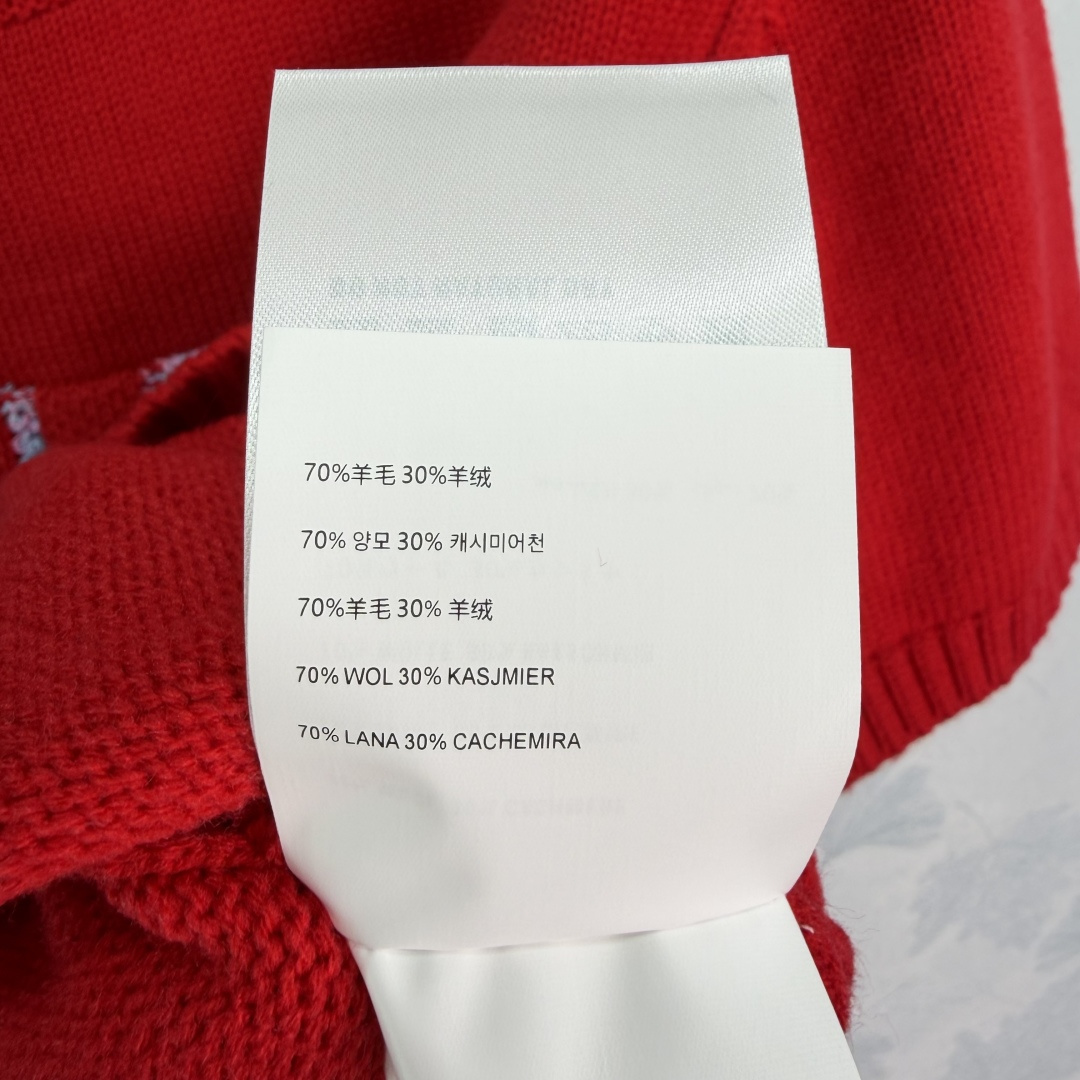 70%羊毛 30%羊绒
70% 양모 30% 캐시미어천
70%羊毛 30% 羊绒
70% WOL 30% KASJMIER
70% LANA 30% CACHEMIRA